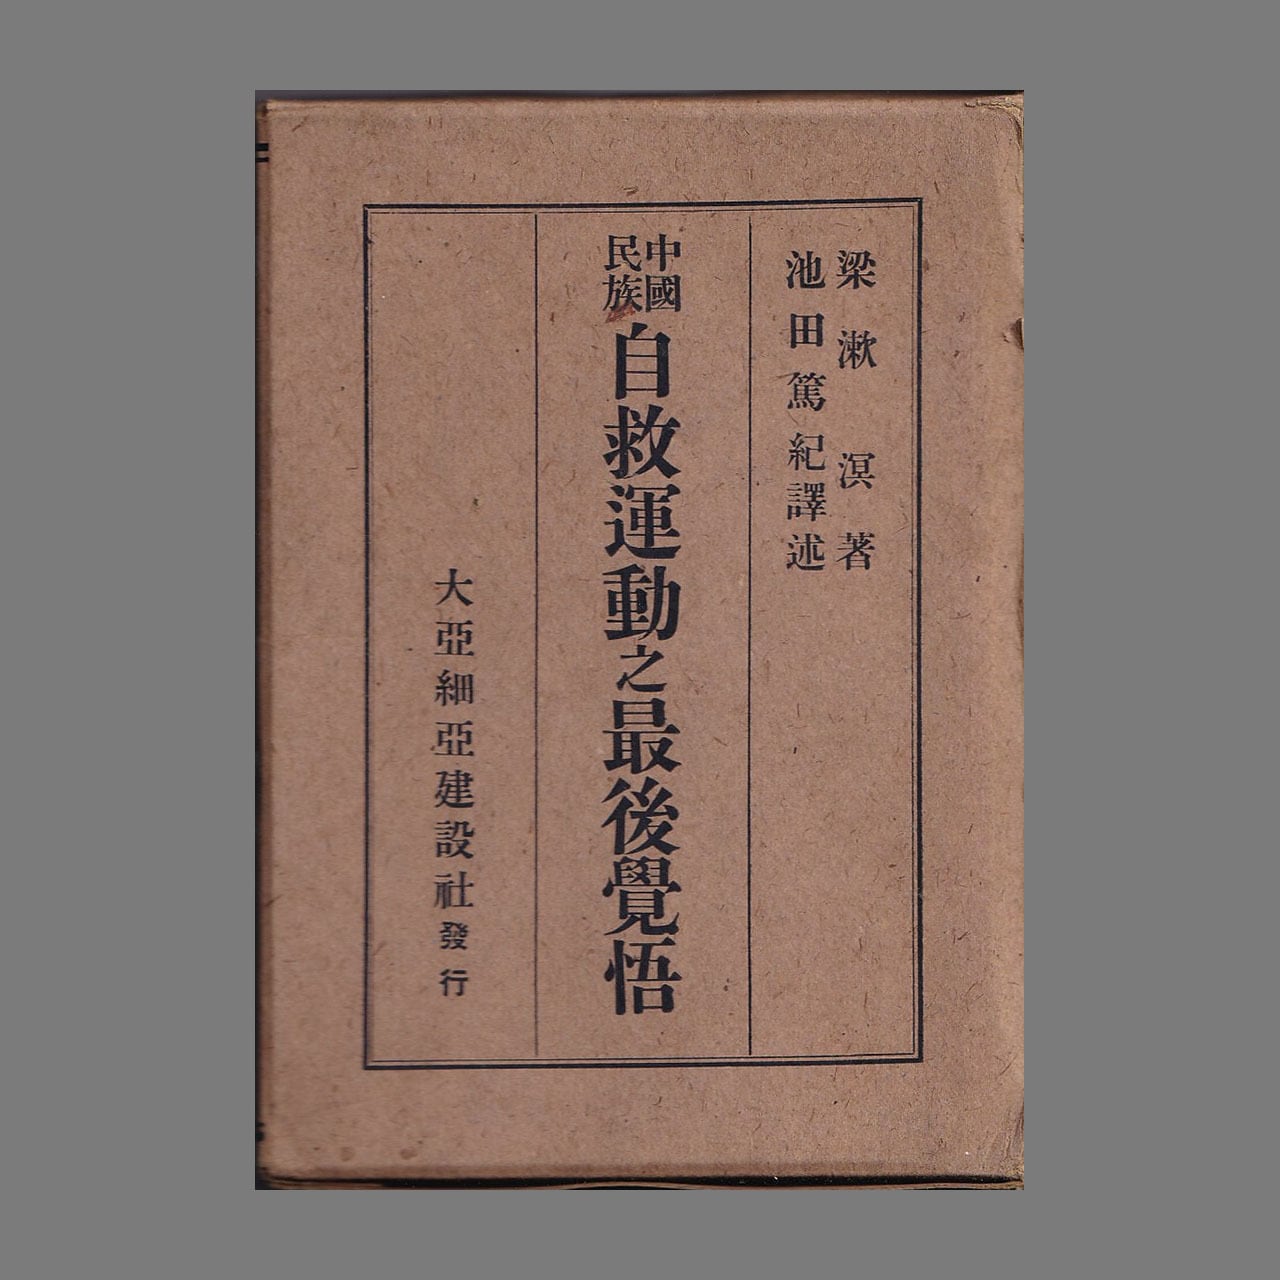 梁漱溟著
池田篤紀譯述
中國民族自救運動之最後覺悟
大亞細亞建設社發行